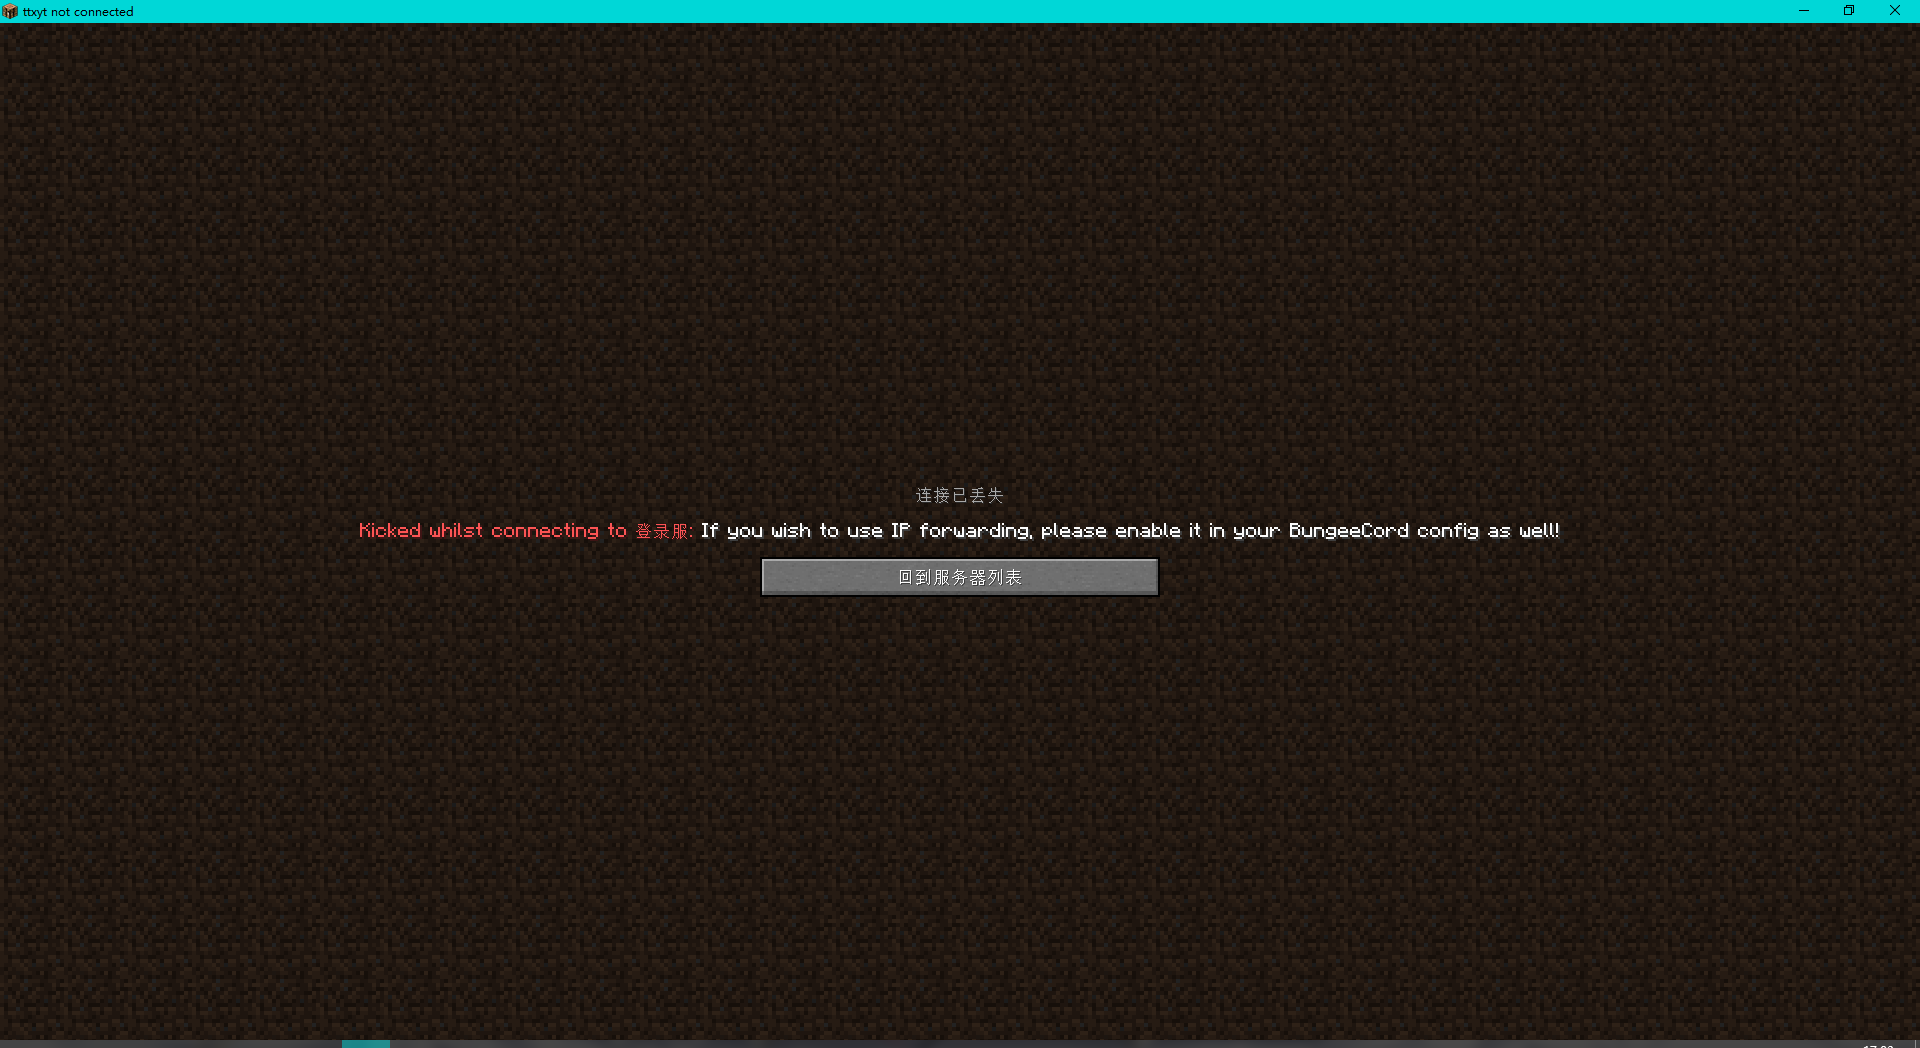 ttxyt not connected
连接已丢失
Kicked whilst connecting to 登录服: If you wish to use IP forwarding, please enable it in your BungeeCord config as well!
回到服务器列表